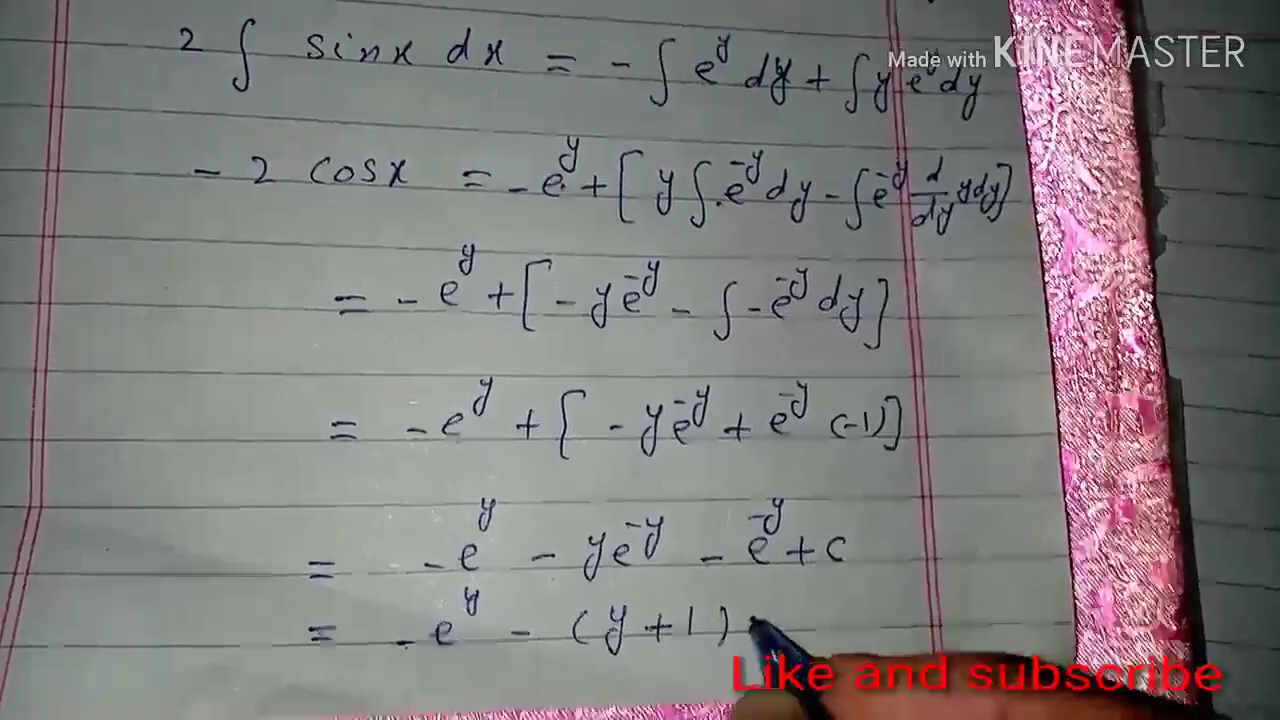 2 ∫ sinx dx = - ∫ e^y dy + ∫ y e^y dy
Made with KINEMASTER
- 2 cosx = - e^y + [ y ∫ . e^-y dy - ∫ e^-y d/dy y dy ]
= - e^y + [ - y e^-y - ∫ - e^-y dy ]
= - e^y + [ - y e^-y + e^-y (-1) ]
= - e^y - y e^-y - e^-y + c
= - e^y - (y + 1)
Like and subscribe